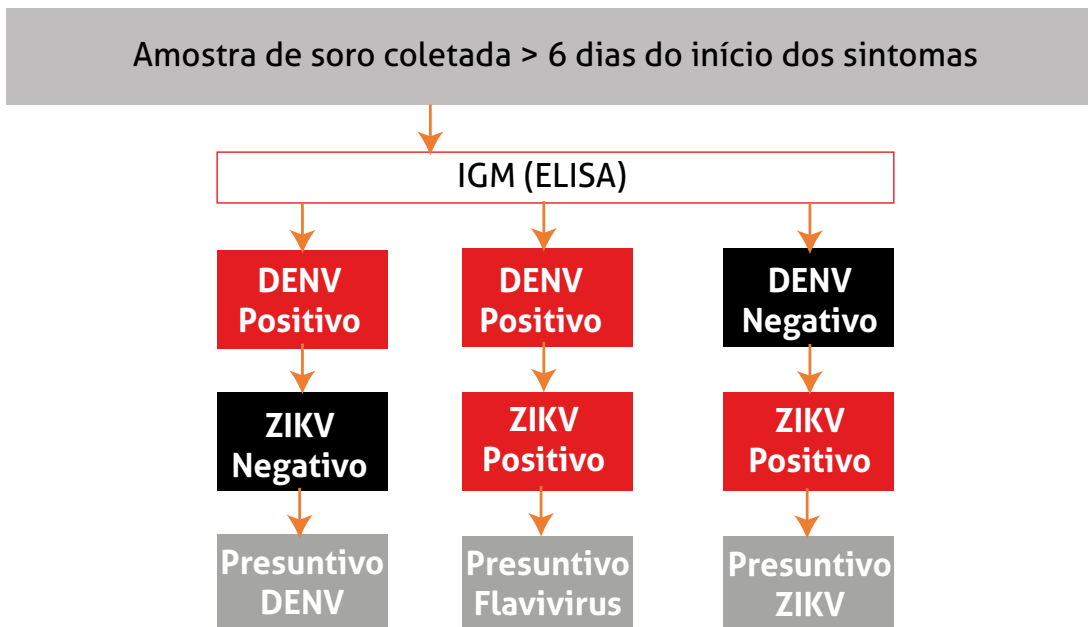 Amostra de soro coletada > 6 dias do início dos sintomas
IGM (ELISA)
DENV
Positivo
DENV
Positivo
DENV
Negativo
ZIKV
Negativo
ZIKV
Positivo
ZIKV
Positivo
Presuntivo
DENV
Presuntivo
Flavivirus
Presuntivo
ZIKV